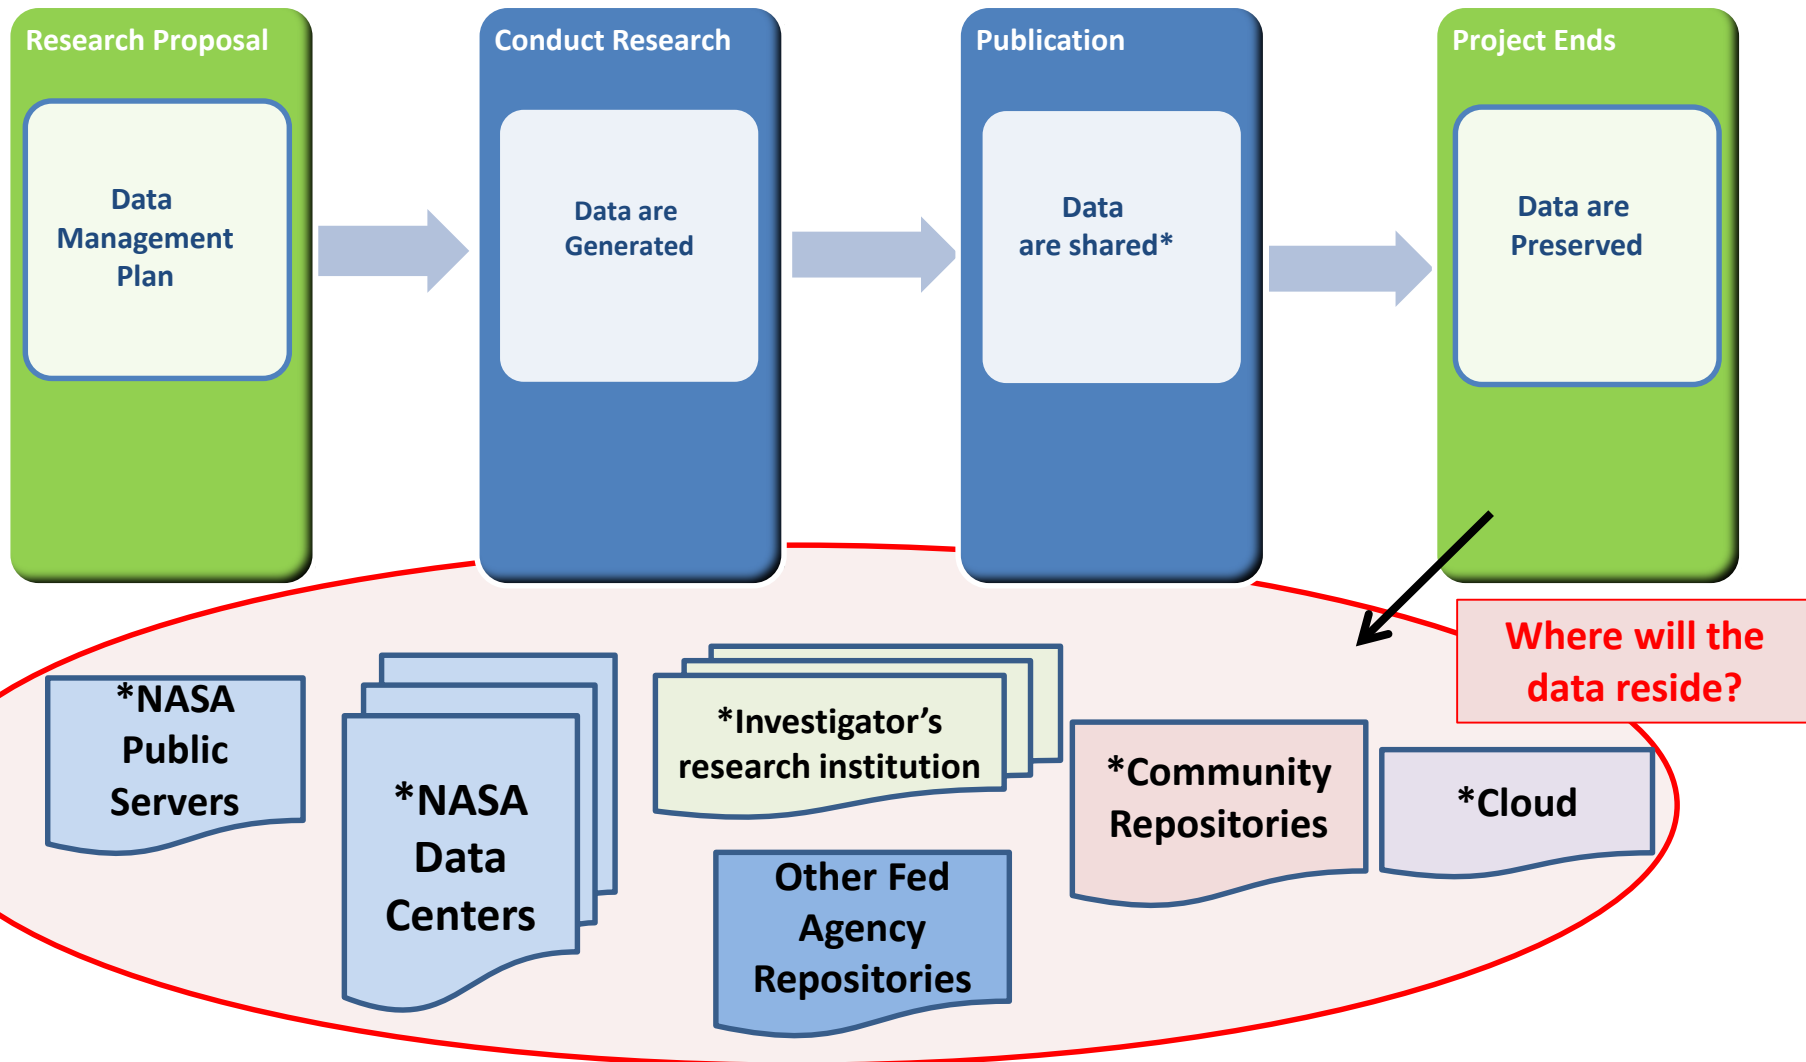 Research Proposal
Conduct Research
Publication
Project Ends
Data
Management
Plan
Data are
Generated
Data
are shared*
Data are
Preserved
Where will the
data reside?
*NASA
Public
Servers
*NASA
Data
Centers
*Investigator’s
research institution
Other Fed
Agency
Repositories
*Community
Repositories
*Cloud